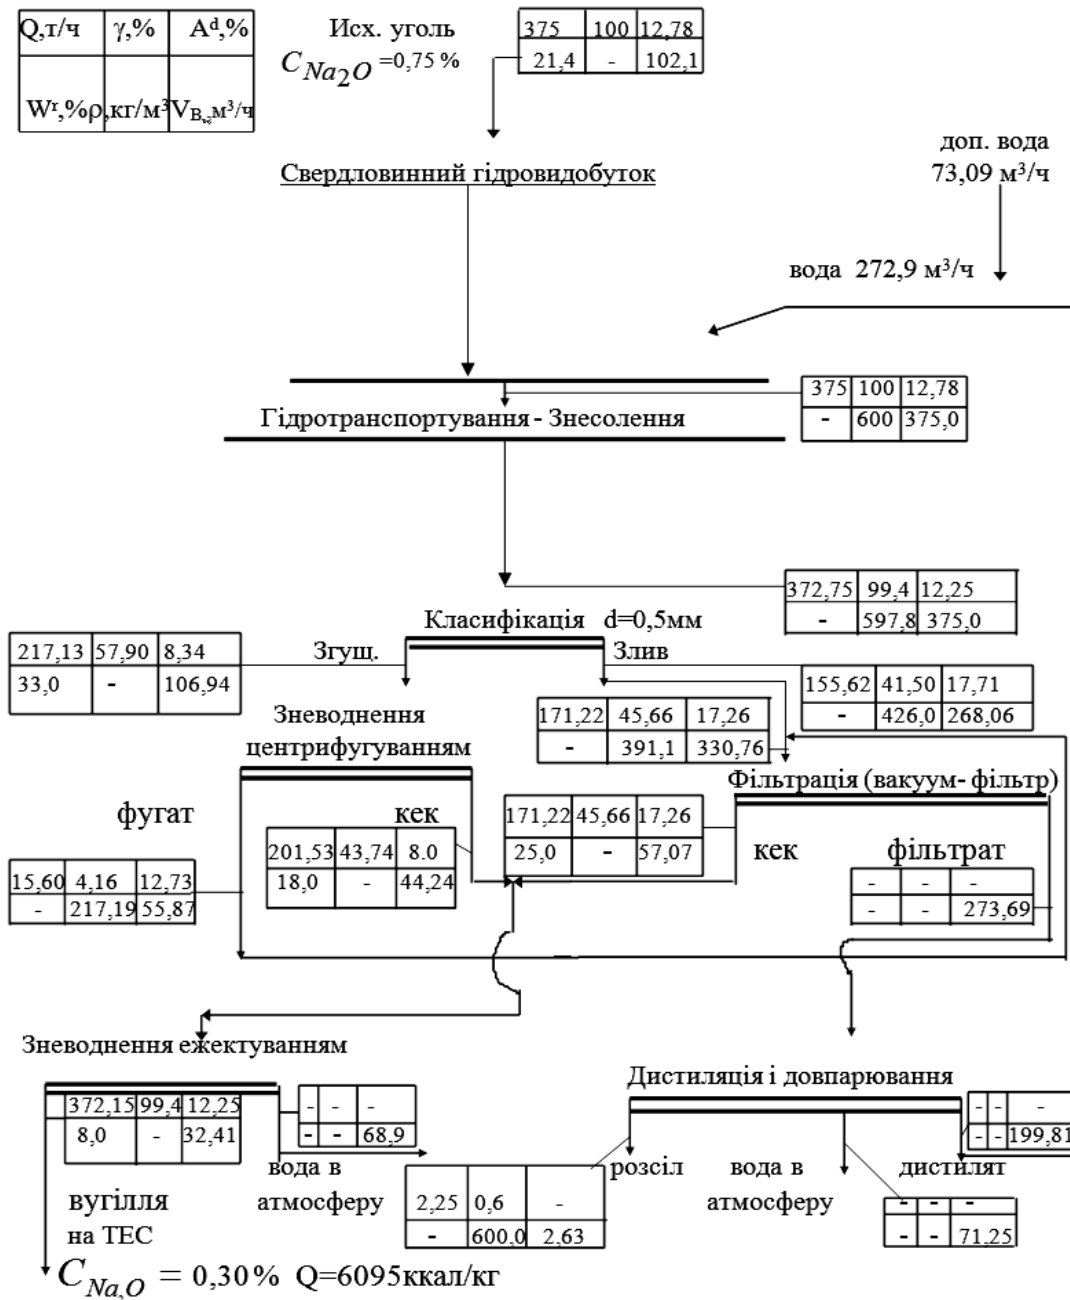 Q,т/ч γ,% Aᵈ,%
Wʳ,% ρ,кг/м³ V_B, м³/ч
Исх. уголь
C_Na₂O =0,75 %
375 100 12,78
21,4 - 102,1
доп. вода
73,09 м³/ч
Свердловинний гідровидобуток
вода 272,9 м³/ч
375 100 12,78
- 600 375,0
Гідротранспортування - Знесолення
372,75 99,4 12,25
- 597,8 375,0
Класифікація d=0,5мм
Згущ.
Злив
217,13 57,90 8,34
33,0 - 106,94
155,62 41,50 17,71
- 426,0 268,06
171,22 45,66 17,26
- 391,1 330,76
Зневоднення
центрифугуванням
Фільтрація (вакуум- фільтр)
фугат
кек
171,22 45,66 17,26
25,0 - 57,07
кек
фільтрат
201,53 43,74 8.0
18,0 - 44,24
15,60 4,16 12,73
- 217,19 55,87
- - -
- - 273,69
Зневоднення ежектуванням
Дистиляція і довпарювання
372,15 99,4 12,25
8,0 - 32,41
- - -
- - 68,9
- - -
- - 199,81
вода в
атмосферу
розсіл
вода в
атмосферу
дистилят
2,25 0,6 -
- 600,0 2,63
- - -
- - 71,25
вугілля
на ТЕС
C_Na,O = 0,30% Q=6095ккал/кг